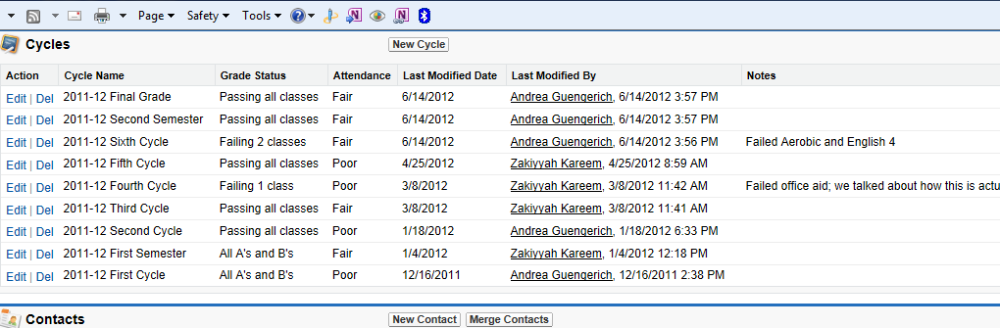 Page Safety Tools
Cycles New Cycle
Action Cycle Name Grade Status Attendance Last Modified Date Last Modified By Notes
Edit | Del 2011-12 Final Grade Passing all classes Fair 6/14/2012 Andrea Guengerich, 6/14/2012 3:57 PM
Edit | Del 2011-12 Second Semester Passing all classes Fair 6/14/2012 Andrea Guengerich, 6/14/2012 3:57 PM
Edit | Del 2011-12 Sixth Cycle Failing 2 classes Fair 6/14/2012 Andrea Guengerich, 6/14/2012 3:56 PM Failed Aerobic and English 4
Edit | Del 2011-12 Fifth Cycle Passing all classes Poor 4/25/2012 Zakiyyah Kareem, 4/25/2012 8:59 AM
Edit | Del 2011-12 Fourth Cycle Failing 1 class Poor 3/8/2012 Zakiyyah Kareem, 3/8/2012 11:42 AM Failed office aid; we talked about how this is actu
Edit | Del 2011-12 Third Cycle Passing all classes Fair 3/8/2012 Zakiyyah Kareem, 3/8/2012 11:41 AM
Edit | Del 2011-12 Second Cycle Passing all classes Poor 1/18/2012 Andrea Guengerich, 1/18/2012 6:33 PM
Edit | Del 2011-12 First Semester All A's and B's Fair 1/4/2012 Zakiyyah Kareem, 1/4/2012 12:18 PM
Edit | Del 2011-12 First Cycle All A's and B's Poor 12/16/2011 Andrea Guengerich, 12/16/2011 2:38 PM
Contacts New Contact Merge Contacts